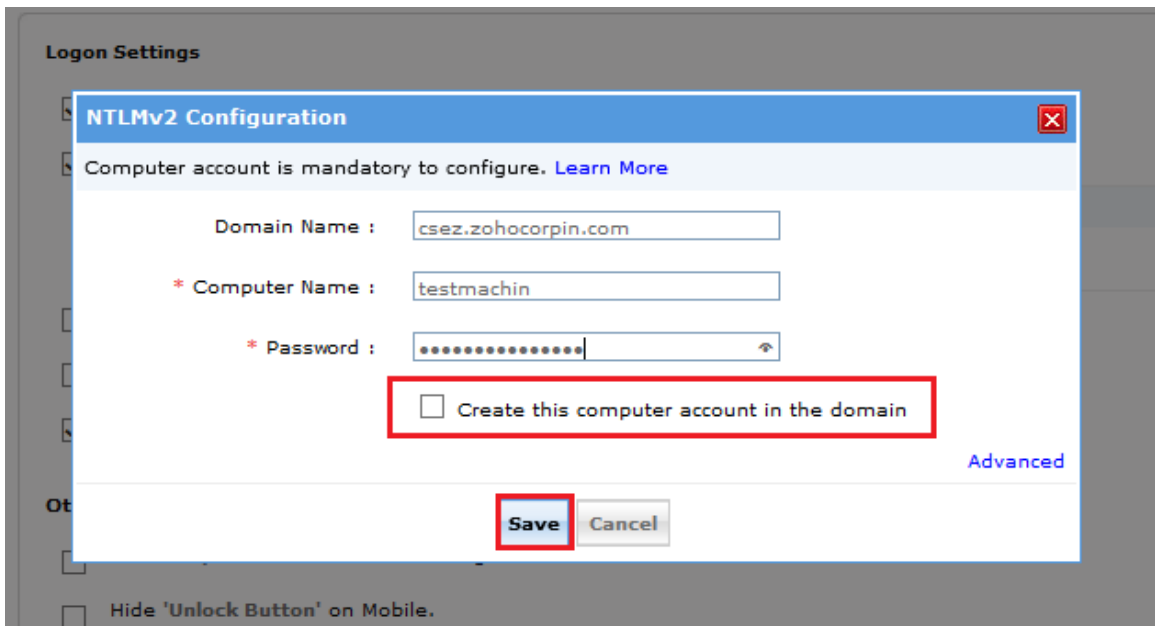 Logon Settings
NTLMv2 Configuration
Computer account is mandatory to configure. Learn More
Domain Name : csez.zohocorpin.com
* Computer Name : testmachin
* Password : ●●●●●●●●●●●●●●●
Create this computer account in the domain
Advanced
Ot
Save Cancel
Hide 'Unlock Button' on Mobile.